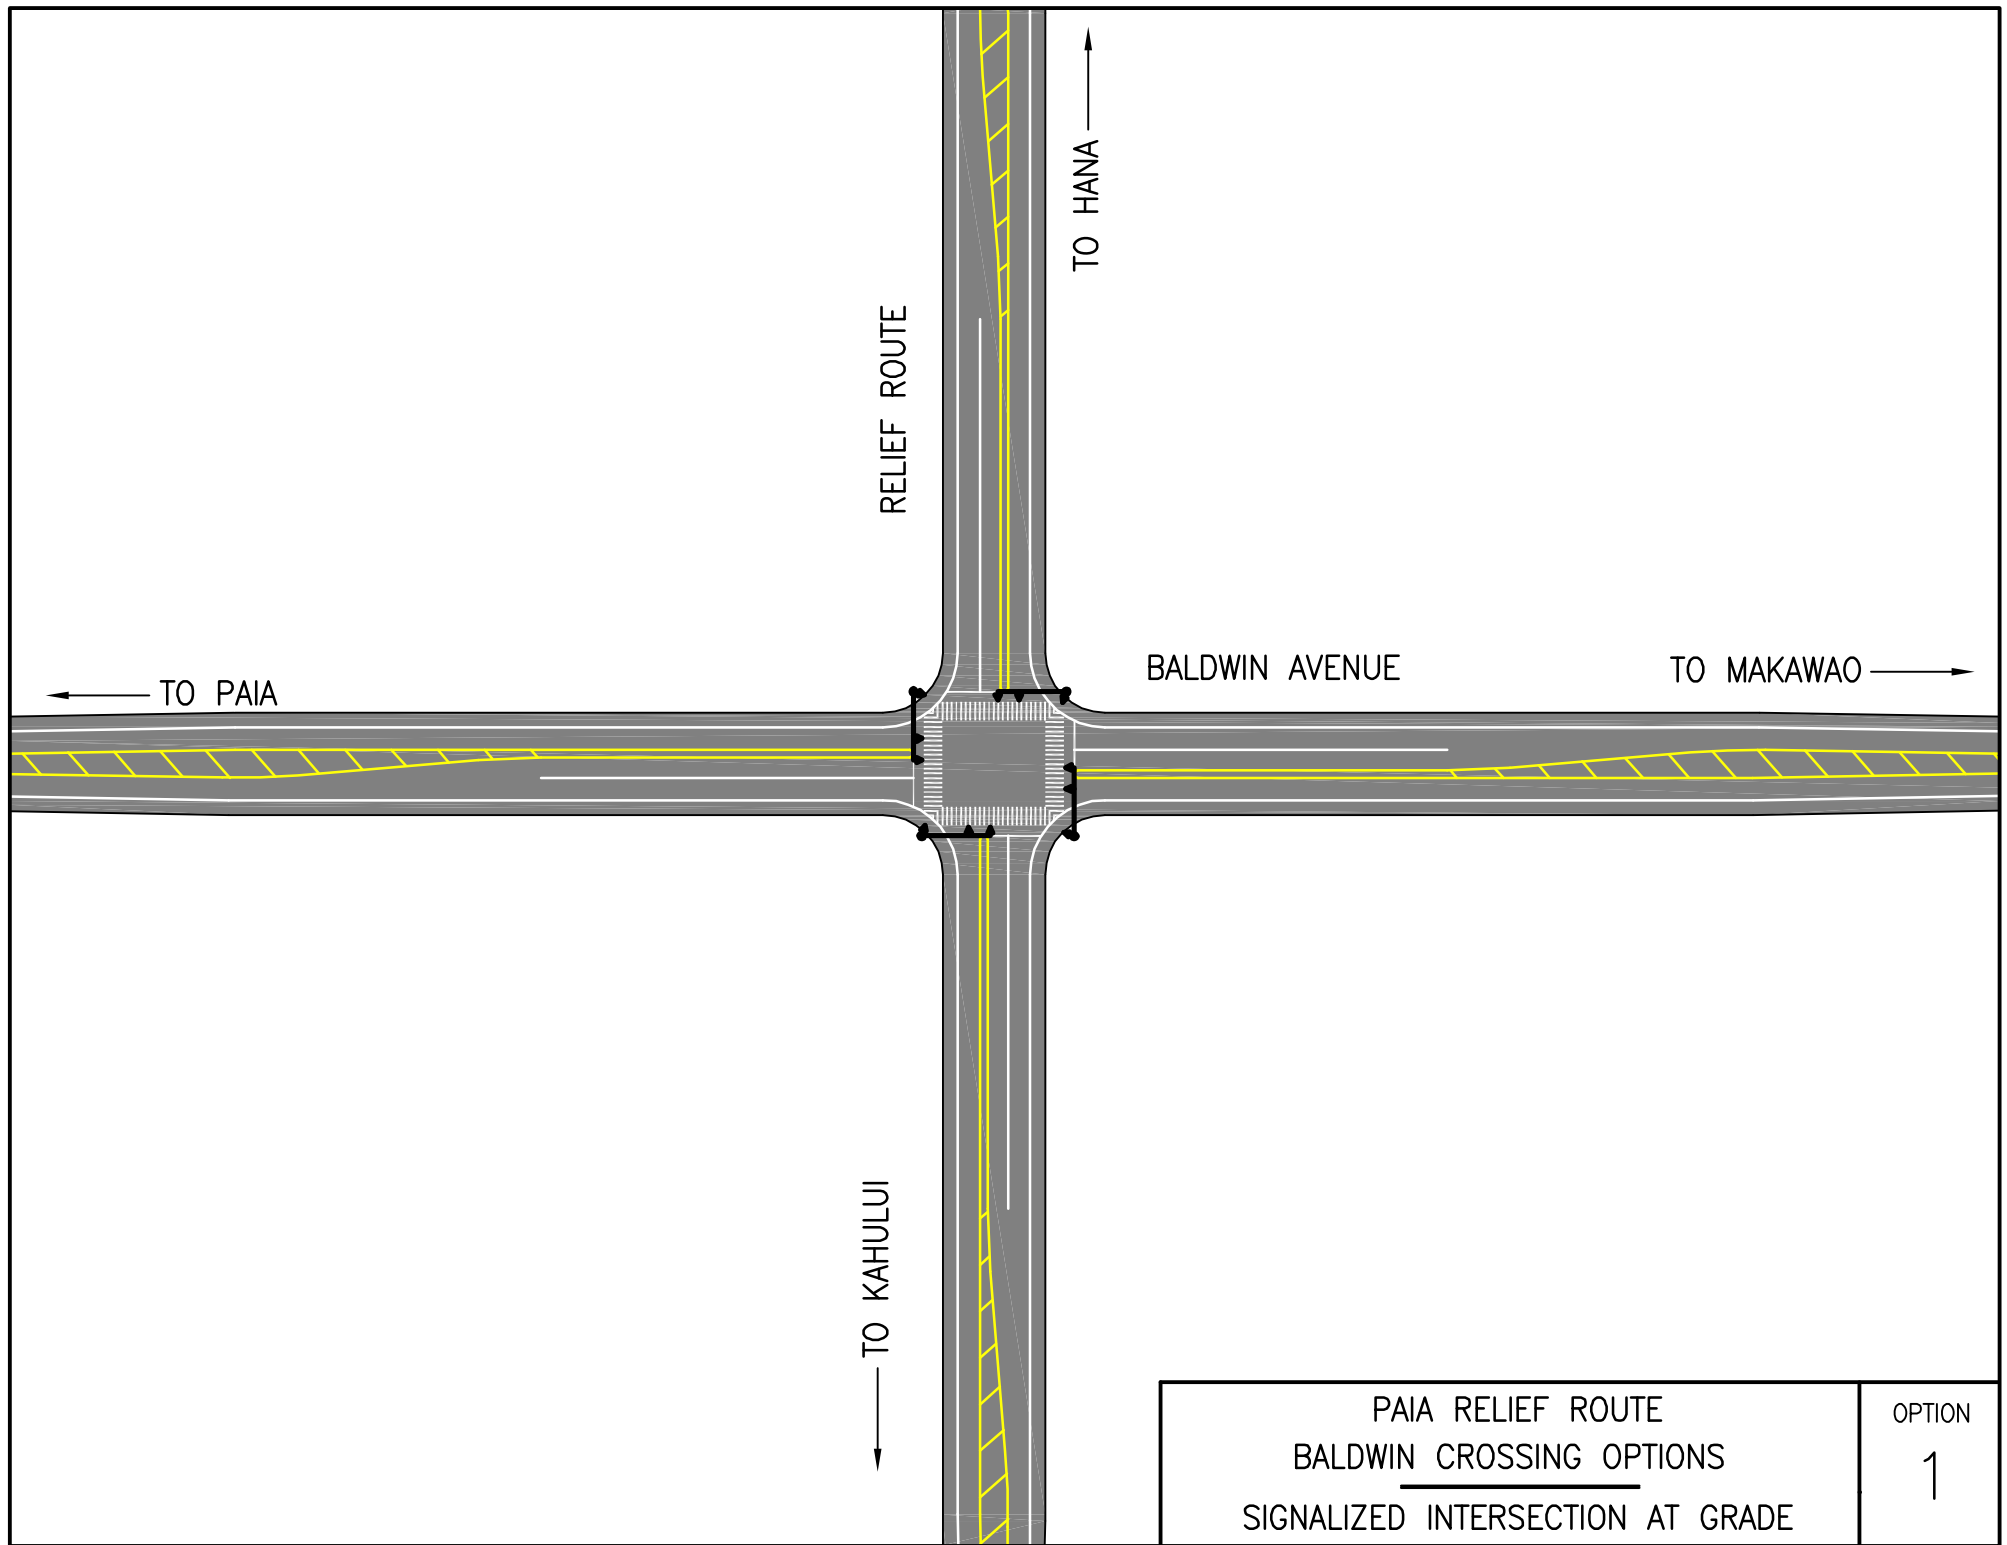 TO HANA
RELIEF ROUTE
BALDWIN AVENUE
TO MAKAWAO
TO PAIA
TO KAHULUI
PAIA RELIEF ROUTE
BALDWIN CROSSING OPTIONS
SIGNALIZED INTERSECTION AT GRADE
OPTION
1